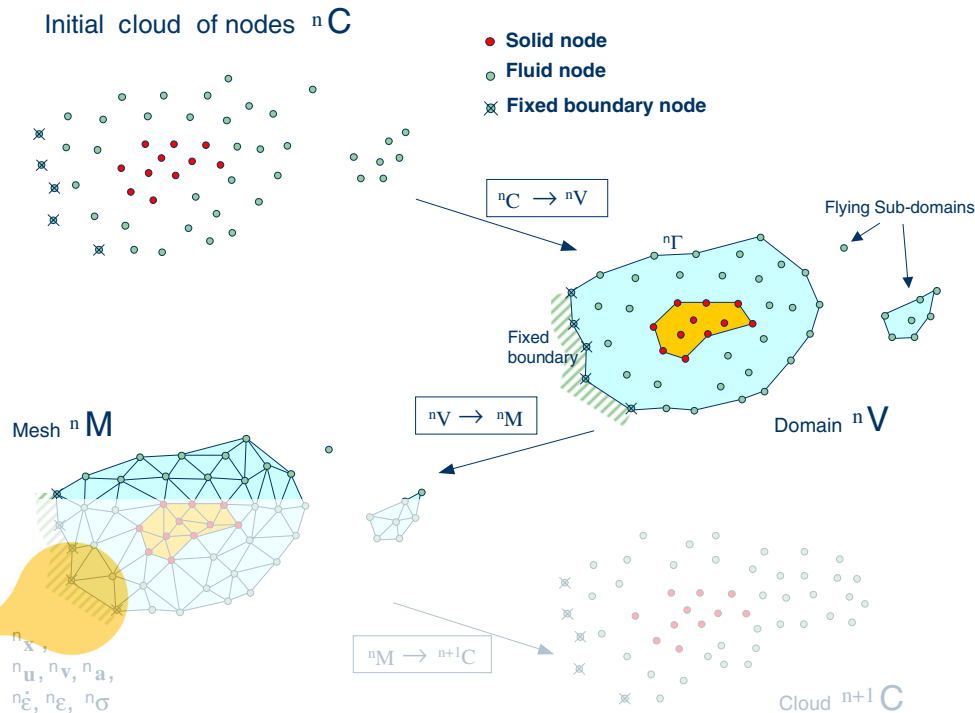 Initial cloud of nodes ⁿC
Solid node
Fluid node
Fixed boundary node
ⁿC → ⁿV
Flying Sub-domains
ⁿΓ
Fixed
boundary
ⁿV → ⁿM
Domain ⁿV
Mesh ⁿM
ⁿM → ⁿ⁺¹C
ⁿx ,
ⁿu, ⁿv, ⁿa,
ⁿε̇, ⁿε, ⁿσ
Cloud ⁿ⁺¹C